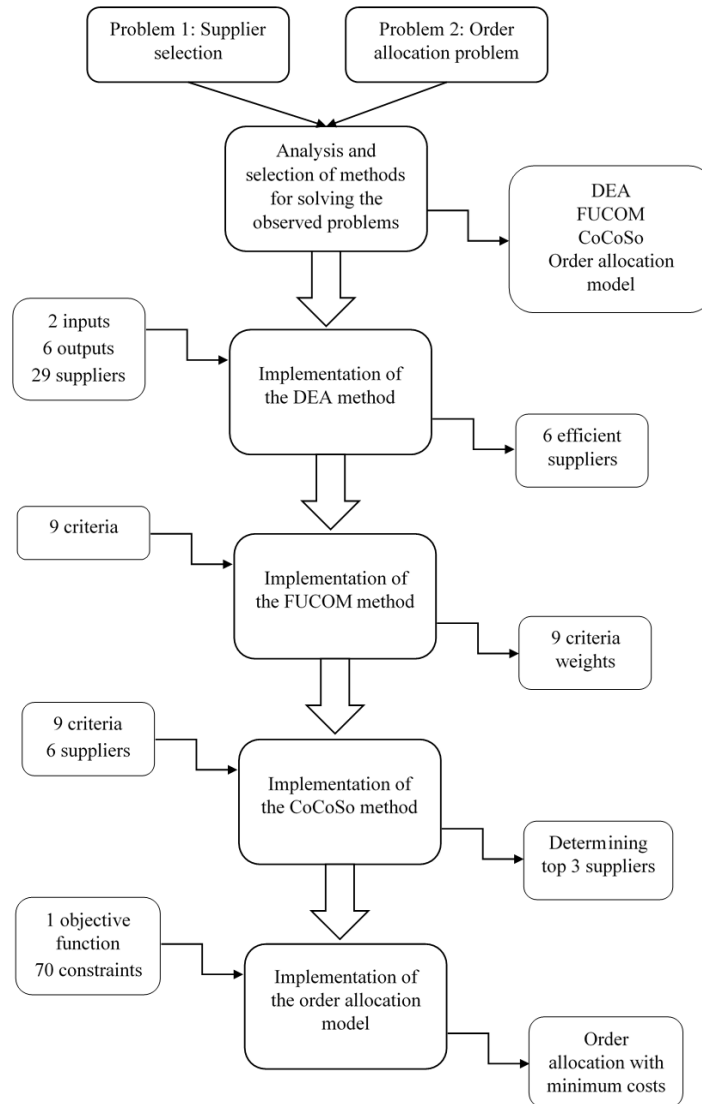 Problem 1: Supplier
selection
Problem 2: Order
allocation problem
Analysis and
selection of methods
for solving the
observed problems
DEA
FUCOM
CoCoSo
Order allocation
model
2 inputs
6 outputs
29 suppliers
Implementation of
the DEA method
6 efficient
suppliers
9 criteria
Implementation of
the FUCOM method
9 criteria
weights
9 criteria
6 suppliers
Implementation of
the CoCoSo method
Determining
top 3 suppliers
1 objective
function
70 constraints
Implementation of
the order allocation
model
Order
allocation with
minimum costs